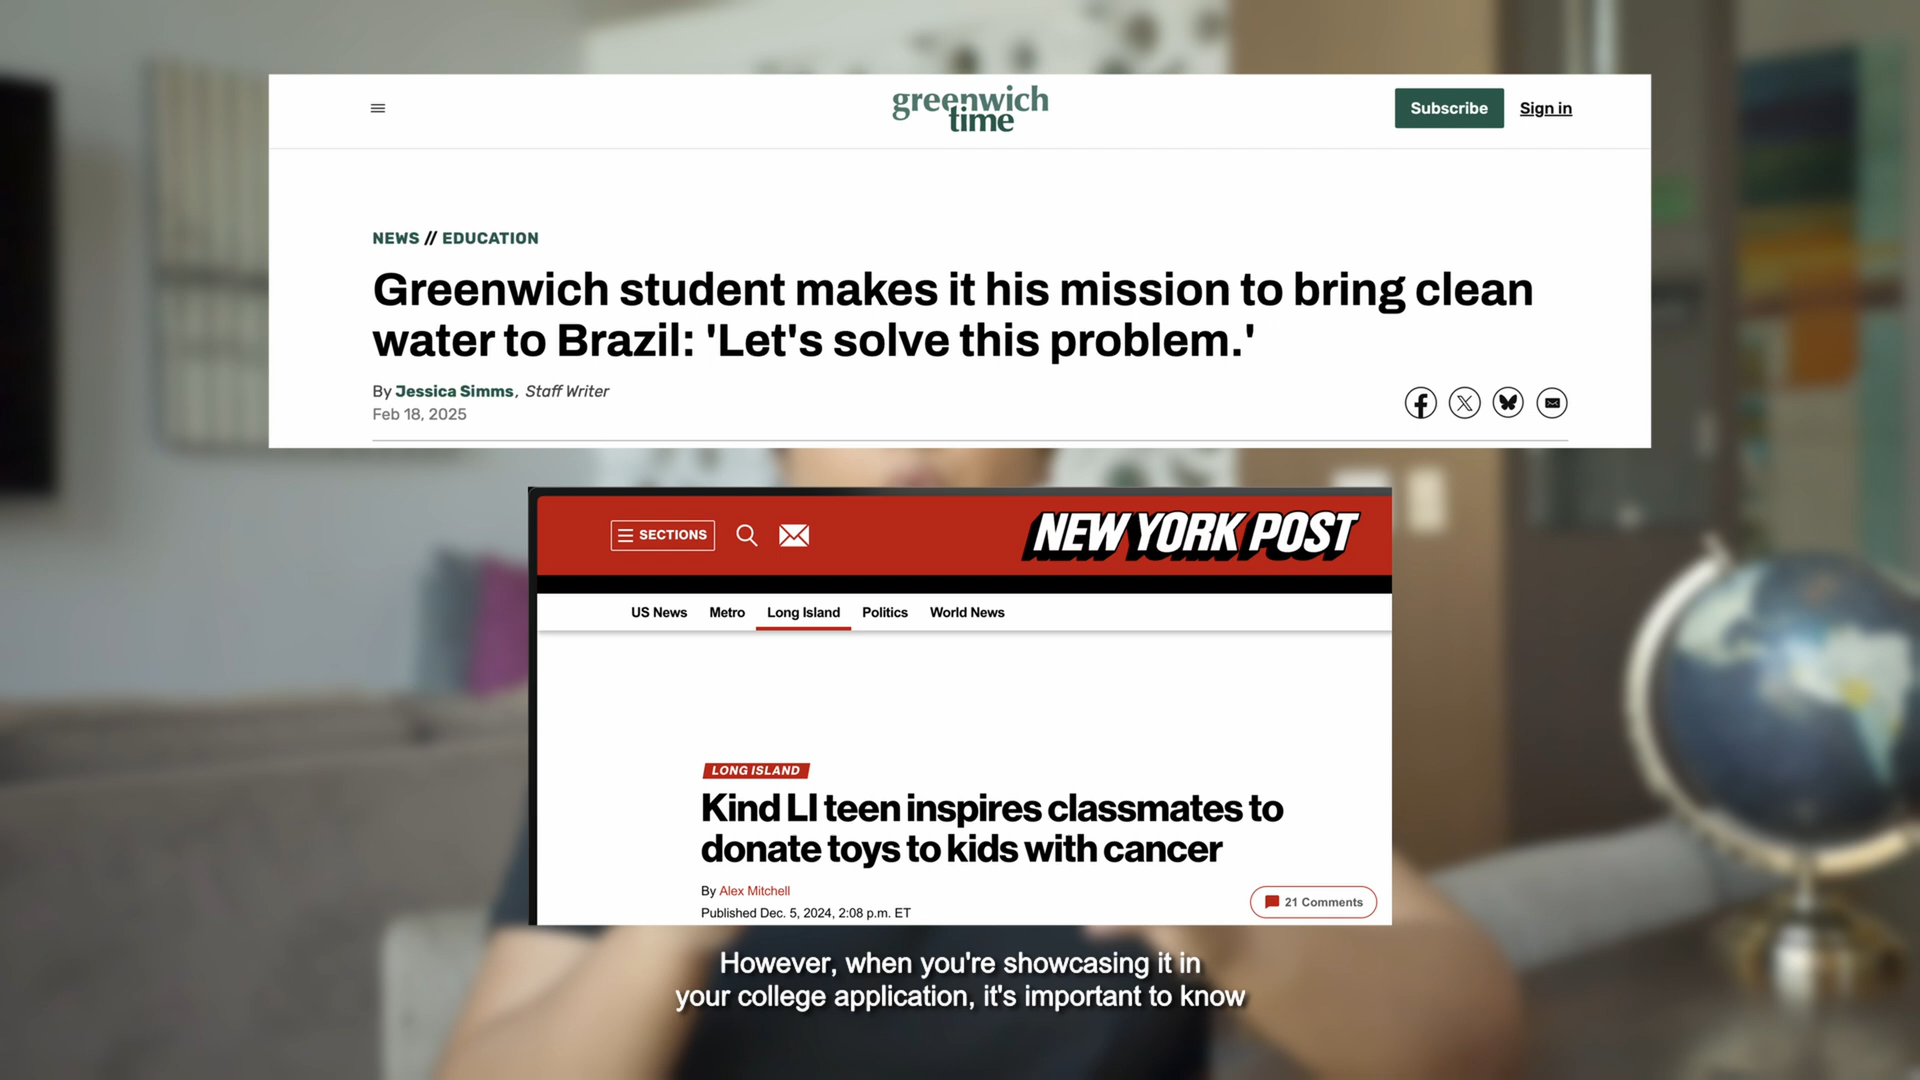 greenwich
time
Subscribe
Sign in
NEWS // EDUCATION
Greenwich student makes it his mission to bring clean
water to Brazil: 'Let's solve this problem.'
By Jessica Simms, Staff Writer
Feb 18, 2025
SECTIONS
NEW YORK POST
US News Metro Long Island Politics World News
LONG ISLAND
Kind LI teen inspires classmates to
donate toys to kids with cancer
By Alex Mitchell
Published Dec. 5, 2024, 2:08 p.m. ET
21 Comments
However, when you're showcasing it in
your college application, it's important to know